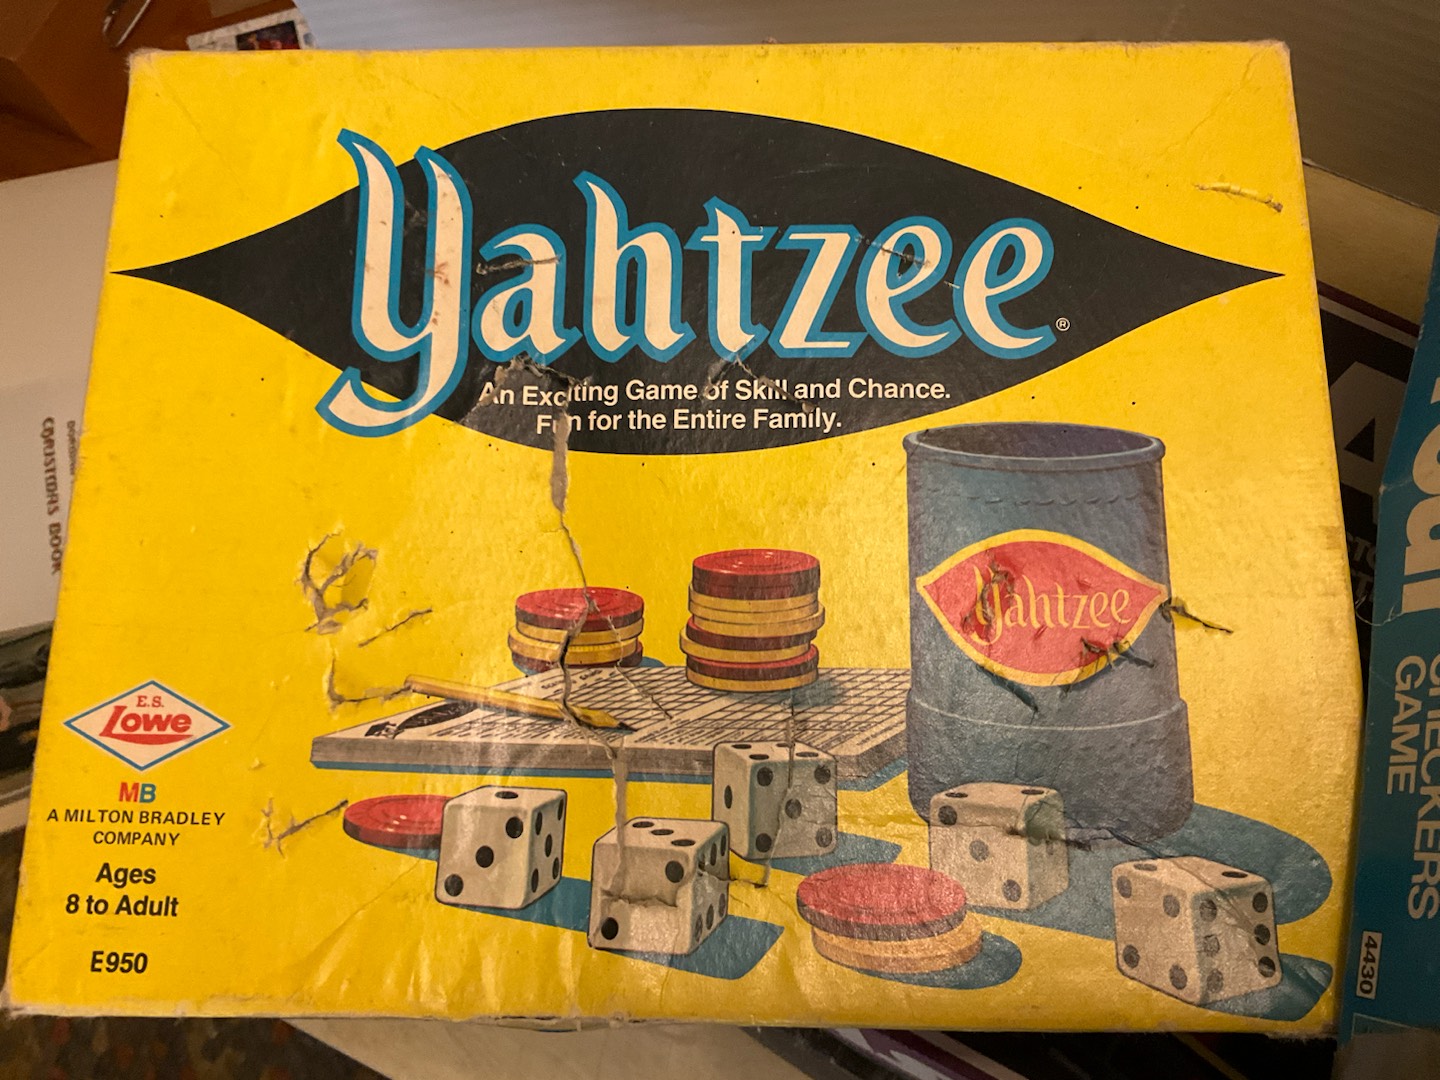 Yahtzee®
An Exciting Game of Skill and Chance.
Fun for the Entire Family.
Yahtzee
E.S.
Lowe
MB
A MILTON BRADLEY
COMPANY
Ages
8 to Adult
E950
CHRISTMAS BOOK
CHECKERS
GAME
4430